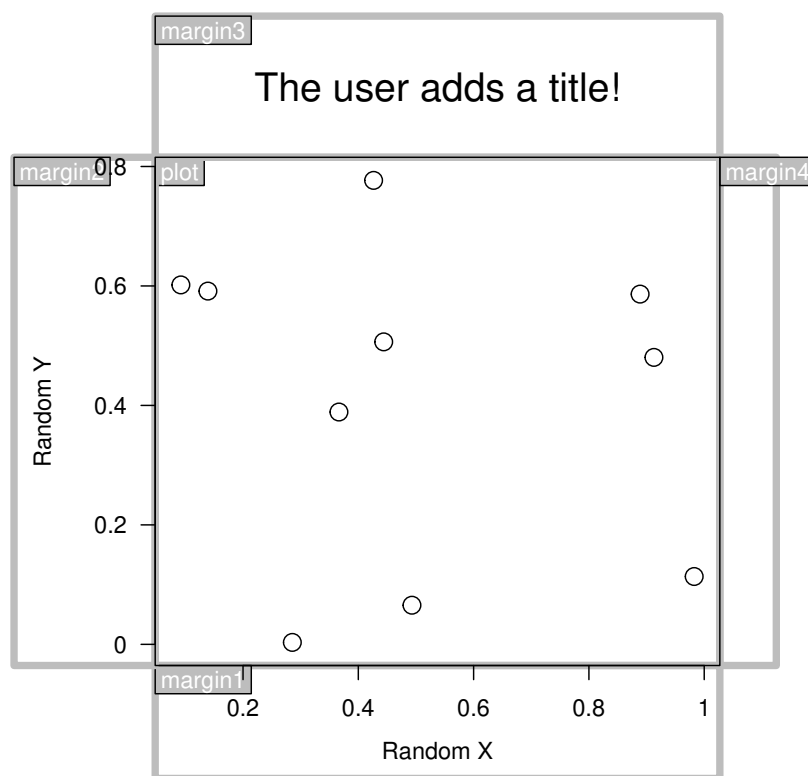 margin3
The user adds a title!
margin2
plot
margin4
0.8
0.6
0.4
0.2
0
Random Y
margin1
0.2 0.4 0.6 0.8 1
Random X